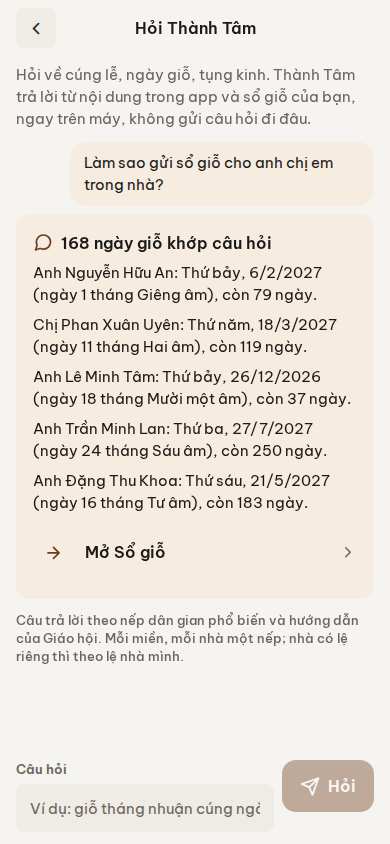 Hỏi Thành Tâm
Hỏi về cúng lễ, ngày giỗ, tụng kinh. Thành Tâm
trả lời từ nội dung trong app và sổ giỗ của bạn,
ngay trên máy, không gửi câu hỏi đi đâu.
Làm sao gửi sổ giỗ cho anh chị em
trong nhà?
168 ngày giỗ khớp câu hỏi
Anh Nguyễn Hữu An: Thứ bảy, 6/2/2027
(ngày 1 tháng Giêng âm), còn 79 ngày.
Chị Phan Xuân Uyên: Thứ năm, 18/3/2027
(ngày 11 tháng Hai âm), còn 119 ngày.
Anh Lê Minh Tâm: Thứ bảy, 26/12/2026
(ngày 18 tháng Mười một âm), còn 37 ngày.
Anh Trần Minh Lan: Thứ ba, 27/7/2027
(ngày 24 tháng Sáu âm), còn 250 ngày.
Anh Đặng Thu Khoa: Thứ sáu, 21/5/2027
(ngày 16 tháng Tư âm), còn 183 ngày.
Mở Sổ giỗ
Câu trả lời theo nếp dân gian phổ biến và hướng dẫn
của Giáo hội. Mỗi miền, mỗi nhà một nếp; nhà có lệ
riêng thì theo lệ nhà mình.
Câu hỏi
Ví dụ: giỗ tháng nhuận cúng
Hỏi